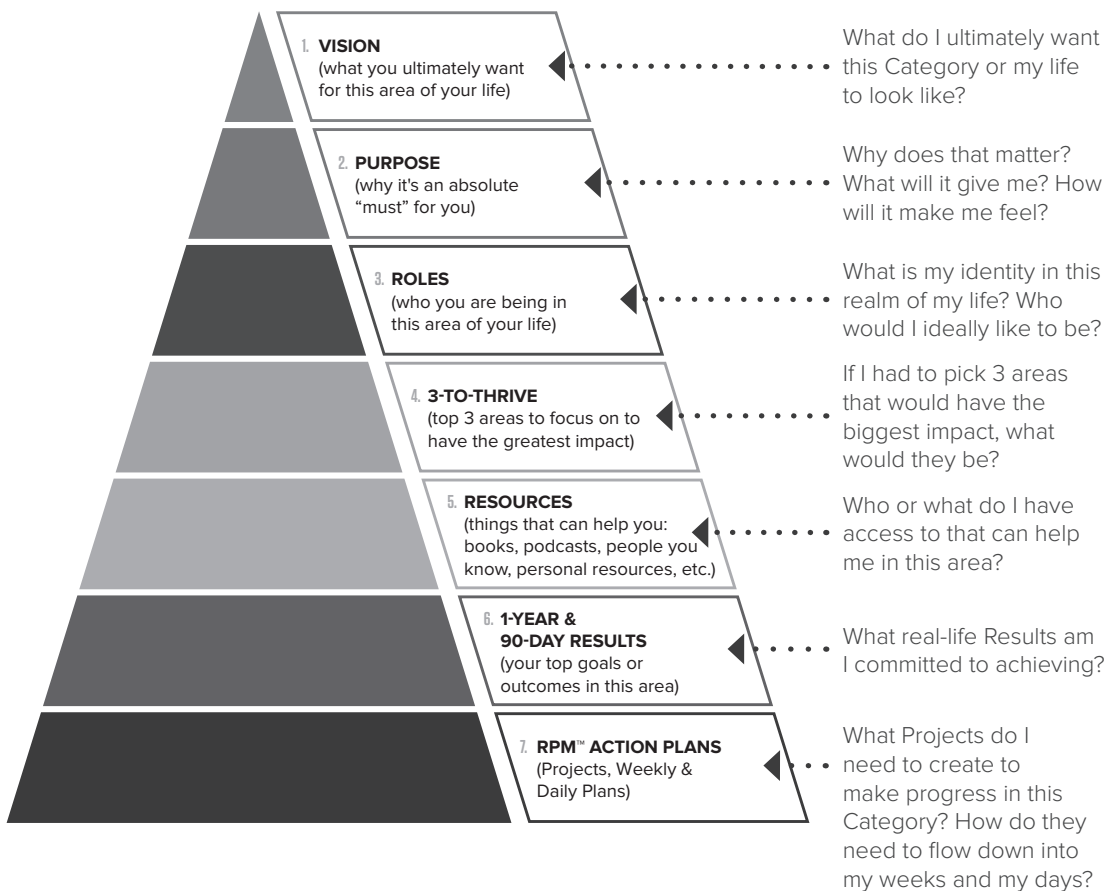 1. VISION
(what you ultimately want
for this area of your life)
What do I ultimately want
this Category or my life
to look like?
2. PURPOSE
(why it's an absolute
“must” for you)
Why does that matter?
What will it give me? How
will it make me feel?
3. ROLES
(who you are being in
this area of your life)
What is my identity in this
realm of my life? Who
would I ideally like to be?
4. 3-TO-THRIVE
(top 3 areas to focus on to
have the greatest impact)
If I had to pick 3 areas
that would have the
biggest impact, what
would they be?
5. RESOURCES
(things that can help you:
books, podcasts, people you
know, personal resources, etc.)
Who or what do I have
access to that can help
me in this area?
6. 1-YEAR &
90-DAY RESULTS
(your top goals or
outcomes in this area)
What real-life Results am
I committed to achieving?
7. RPM™ ACTION PLANS
(Projects, Weekly &
Daily Plans)
What Projects do I
need to create to
make progress in this
Category? How do they
need to flow down into
my weeks and my days?